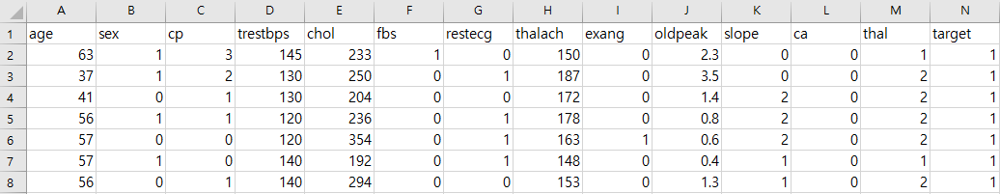 A B C D E F G H I J K L M N
1 age sex cp trestbps chol fbs restecg thalach exang oldpeak slope ca thal target
2 63 1 3 145 233 1 0 150 0 2.3 0 0 1 1
3 37 1 2 130 250 0 1 187 0 3.5 0 0 2 1
4 41 0 1 130 204 0 0 172 0 1.4 2 0 2 1
5 56 1 1 120 236 0 1 178 0 0.8 2 0 2 1
6 57 0 0 120 354 0 1 163 1 0.6 2 0 2 1
7 57 1 0 140 192 0 1 148 0 0.4 1 0 1 1
8 56 0 1 140 294 0 0 153 0 1.3 1 0 2 1